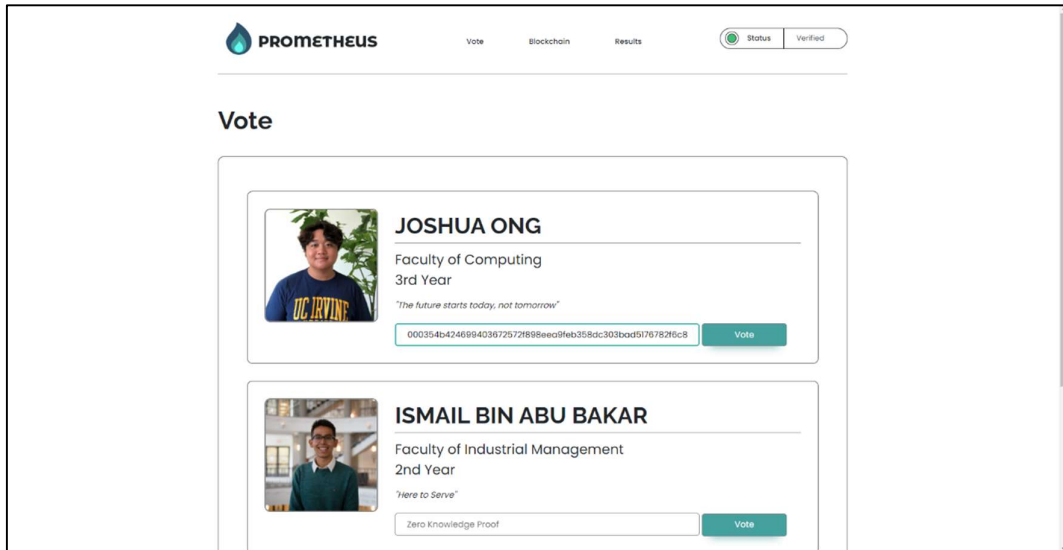 PROMETHEUS
Vote
Blockchain
Results
Status
Verified
Vote
JOSHUA ONG
Faculty of Computing
3rd Year
"The future starts today, not tomorrow"
000354b424699403672572f898eea9feb358dc303bad5176782f6c8
Vote
UC IRVINE
ISMAIL BIN ABU BAKAR
Faculty of Industrial Management
2nd Year
"Here to Serve"
Zero Knowledge Proof
Vote